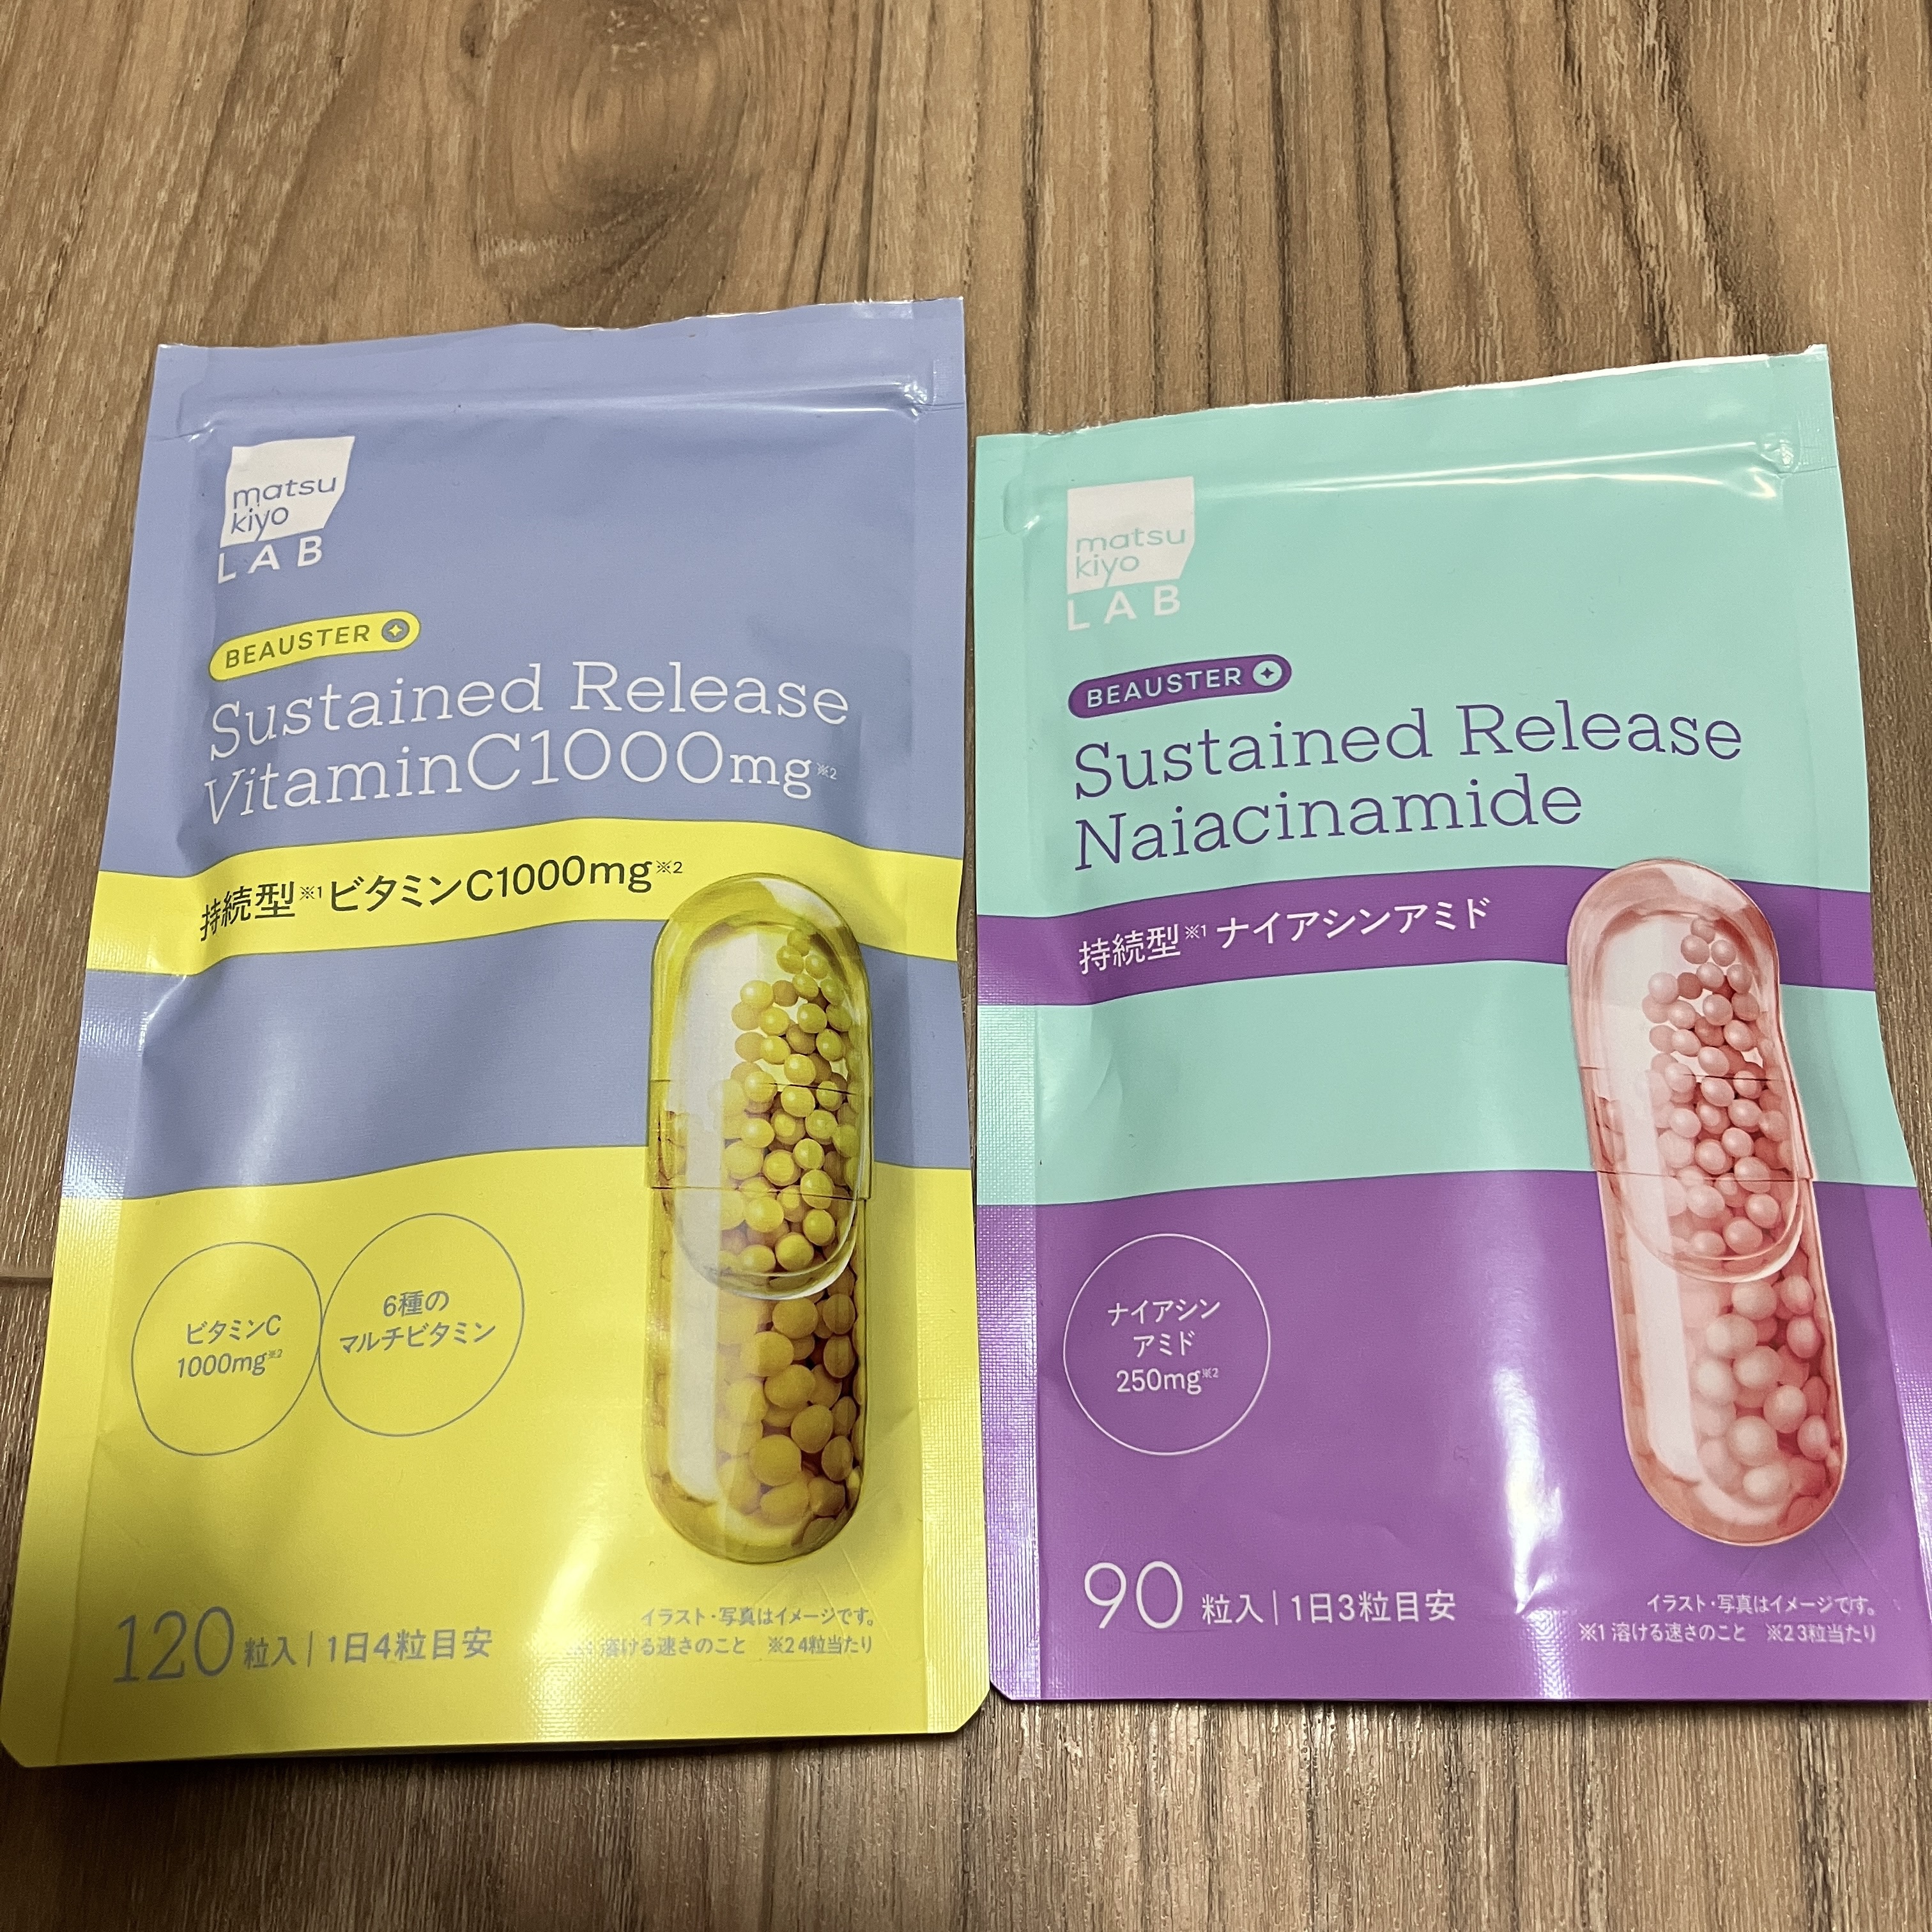 matsu
kiyo
LAB
BEAUSTER
Sustained Release
VitaminC1000mg※2
持続型※1 ビタミンC1000mg※2
ビタミンC
1000mg※2
6種の
マルチビタミン
120粒入 | 1日4粒目安
イラスト・写真はイメージです。
※1 溶ける速さのこと ※2 4粒当たり
matsu
kiyo
LAB
BEAUSTER
Sustained Release
Naiacinamide
持続型※1 ナイアシンアミド
ナイアシン
アミド
250mg※2
90粒入 | 1日3粒目安
イラスト・写真はイメージです。
※1 溶ける速さのこと ※2 3粒当たり